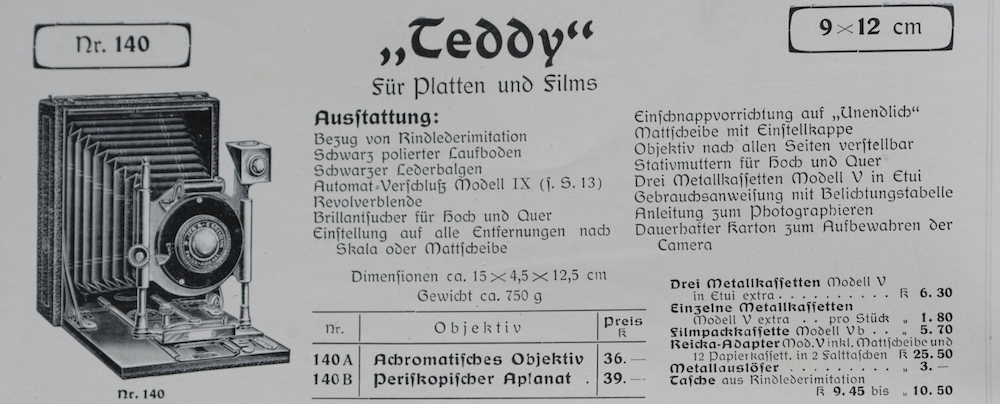 Nr. 140
„Teddy“
9×12 cm
Für Platten und Films
Ausſtattung:
Bezug von Rindlederimitation
Schwarz polierter Laufboden
Schwarzer Lederbalgen
Automat=Verſchluß Modell IX (ſ. S. 13)
Revolverblende
Brillantſucher für Hoch und Quer
Einſtellung auf alle Entfernungen nach
Skala oder Mattſcheibe
Dimenſionen ca. 15×4,5×12,5 cm
Gewicht ca. 750 g
Nr. Objektiv Preis
K
140 A Achromatiſches Objektiv 36.—
140 B Periſkopiſcher Aplanat . 39.—
Einſchnappvorrichtung auf „Unendlich“
Mattſcheibe mit Einſtellkappe
Objektiv nach allen Seiten verſtellbar
Stativmuttern für Hoch und Quer
Drei Metallkaſſetten Modell V in Etui
Gebrauchsanweiſung mit Belichtungstabelle
Anleitung zum Photographieren
Dauerhafter Karton zum Aufbewahren der
Camera
Drei Metallkaſſetten Modell V
in Etui extra . . . . . . . . . . K 6.30
Einzelne Metallkaſſetten
Modell V extra . . pro Stück „ 1.80
Filmpackkaſſette Modell Vb . . „ 5.70
Reicka=Adapter Mod. V inkl. Mattſcheibe und
12 Papierkaſſett. in 2 Falttaſchen K 25.50
Metallauslöſer . . . . . . . . . „ 3.—
Taſche aus Rindlederimitation
K 9.45 bis „ 10.50
Nr. 140